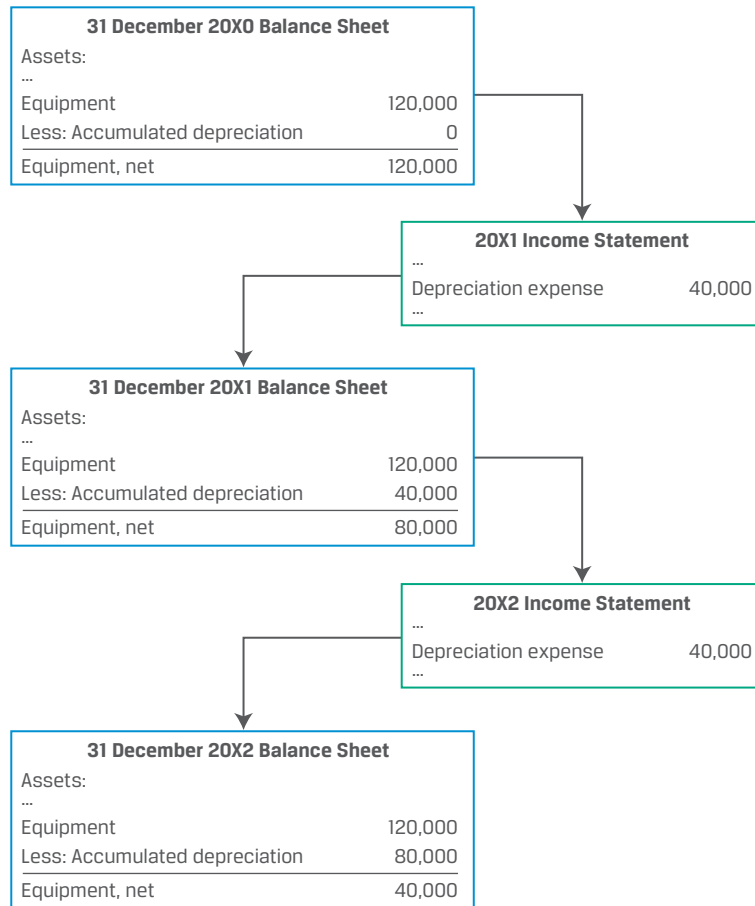 31 December 20X0 Balance Sheet
Assets:
...
Equipment 120,000
Less: Accumulated depreciation 0
Equipment, net 120,000
20X1 Income Statement
...
Depreciation expense 40,000
...
31 December 20X1 Balance Sheet
Assets:
...
Equipment 120,000
Less: Accumulated depreciation 40,000
Equipment, net 80,000
20X2 Income Statement
...
Depreciation expense 40,000
...
31 December 20X2 Balance Sheet
Assets:
...
Equipment 120,000
Less: Accumulated depreciation 80,000
Equipment, net 40,000